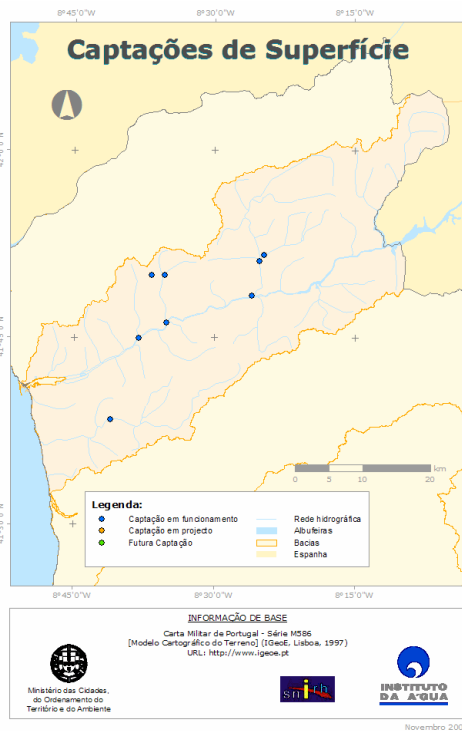 8°45'0"W 8°30'0"W 8°15'0"W
Captações de Superfície
km
0 5 10 20
Legenda:
Captação em funcionamento
Captação em projecto
Futura Captação
Rede hidrográfica
Albufeiras
Bacias
Espanha
8°45'0"W 8°30'0"W 8°15'0"W
INFORMAÇÃO DE BASE
Carta Militar de Portugal - Série M586
[Modelo Cartográfico do Terreno] (IGeoE, Lisboa, 1997)
URL: http://www.igeoe.pt
Ministério das Cidades,
do Ordenamento do
Território e do Ambiente
snirh
INSTITUTO
DA ÁGUA
Novembro 200